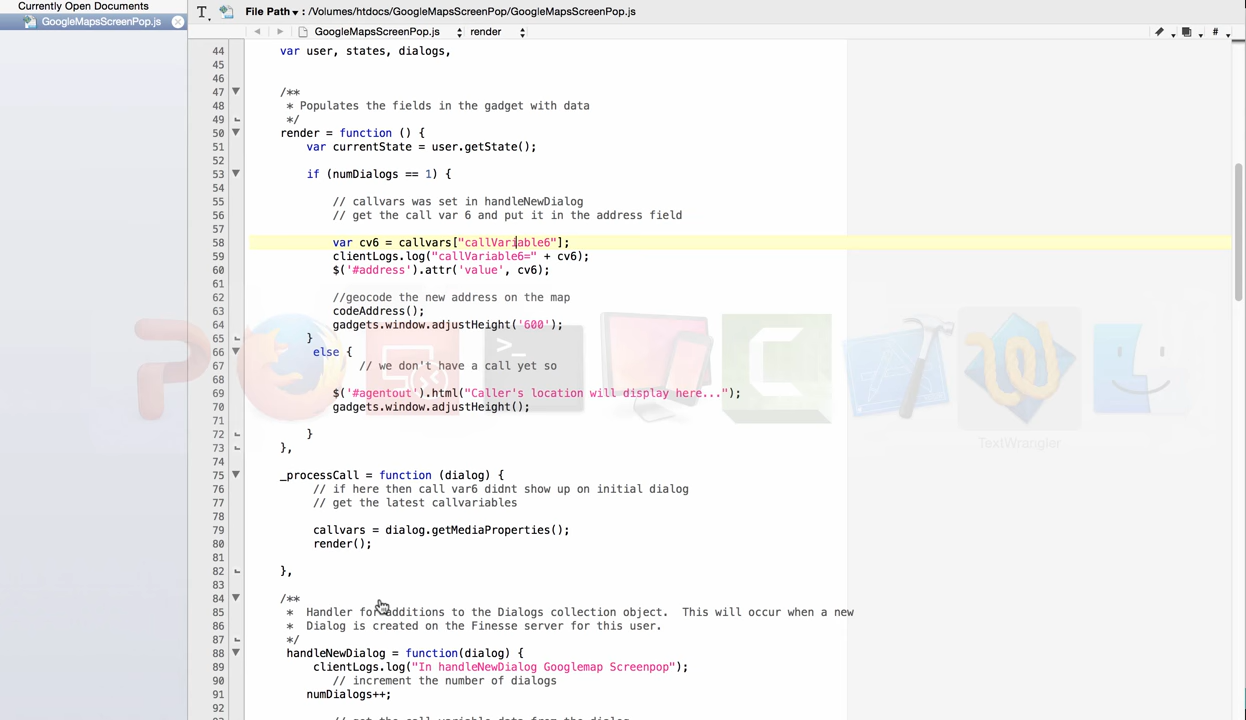 Currently Open Documents
GoogleMapsScreenPop.js
T
File Path : /Volumes/htdocs/GoogleMapsScreenPop/GoogleMapsScreenPop.js
GoogleMapsScreenPop.js render #
44 var user, states, dialogs,
45
46
47 /**
48 * Populates the fields in the gadget with data
49 */
50 render = function () {
51 var currentState = user.getState();
52
53 if (numDialogs == 1) {
54
55 // callvars was set in handleNewDialog
56 // get the call var 6 and put it in the address field
57
58 var cv6 = callvars["callVariable6"];
59 clientLogs.log("callVariable6=" + cv6);
60 $('#address').attr('value', cv6);
61
62 //geocode the new address on the map
63 codeAddress();
64 gadgets.window.adjustHeight('600');
65 }
66 else {
67 // we don't have a call yet so
68
69 $('#agentout').html("Caller's location will display here...");
70 gadgets.window.adjustHeight();
71
72 }
73 },
74
75 _processCall = function (dialog) {
76 // if here then call var6 didnt show up on initial dialog
77 // get the latest callvariables
78
79 callvars = dialog.getMediaProperties();
80 render();
81
82 },
83
84 /**
85 * Handler for additions to the Dialogs collection object. This will occur when a new
86 * Dialog is created on the Finesse server for this user.
87 */
88 handleNewDialog = function(dialog) {
89 clientLogs.log("In handleNewDialog Googlemap Screenpop");
90 // increment the number of dialogs
91 numDialogs++;
92
// get the call variable data from the dialog
TextWrangler